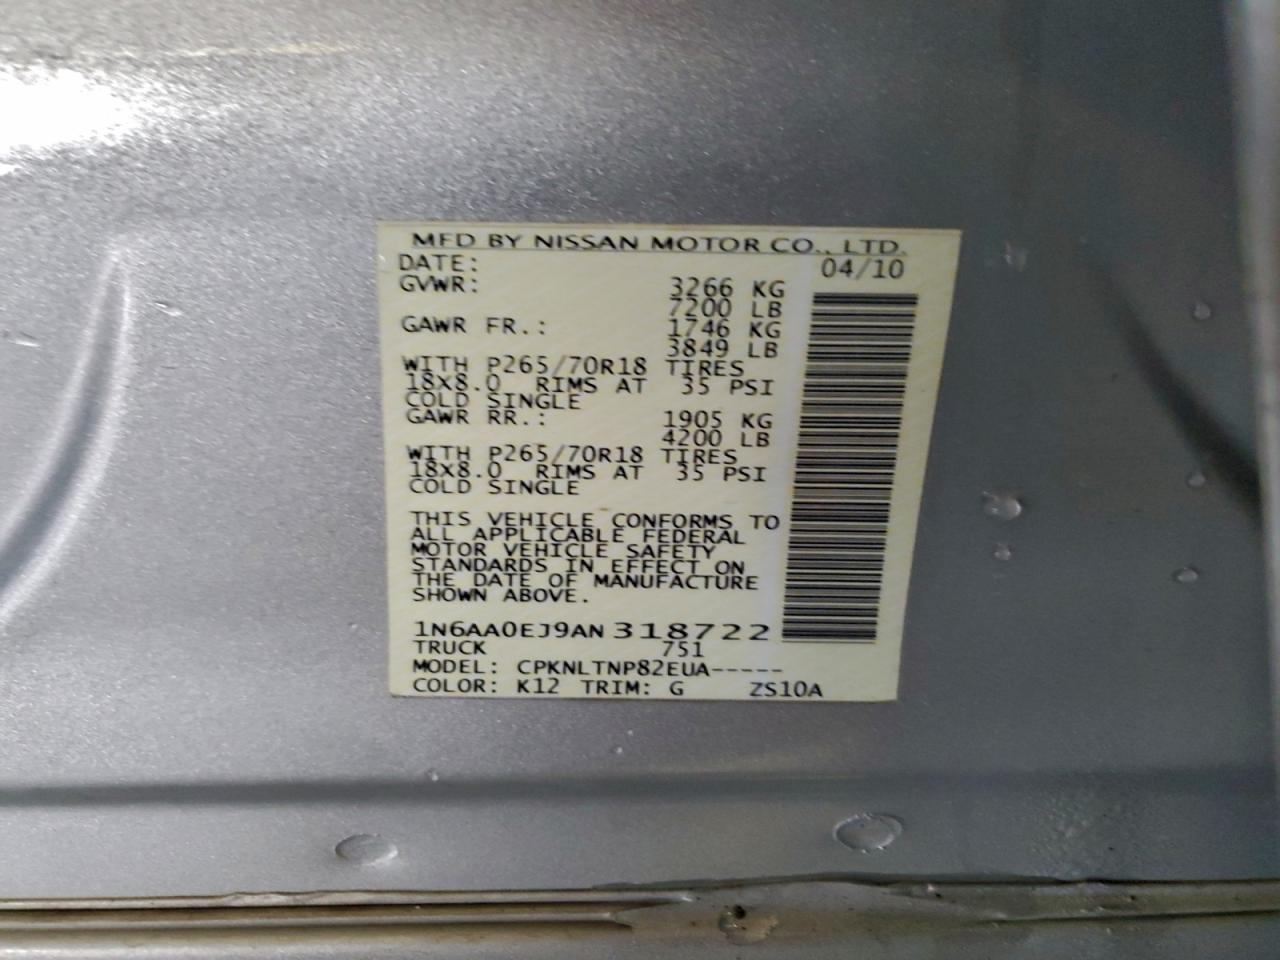 MFD BY NISSAN MOTOR CO., LTD.
DATE: 04/10
GVWR: 3266 KG
7200 LB
GAWR FR.: 1746 KG
3849 LB
WITH P265/70R18 TIRES
18X8.0 RIMS AT 35 PSI
COLD SINGLE
GAWR RR.: 1905 KG
4200 LB
WITH P265/70R18 TIRES
18X8.0 RIMS AT 35 PSI
COLD SINGLE
THIS VEHICLE CONFORMS TO
ALL APPLICABLE FEDERAL
MOTOR VEHICLE SAFETY
STANDARDS IN EFFECT ON
THE DATE OF MANUFACTURE
SHOWN ABOVE.
1N6AA0EJ9AN318722
TRUCK 751
MODEL: CPKNLTNP82EUA-----
COLOR: K12 TRIM: G ZS10A